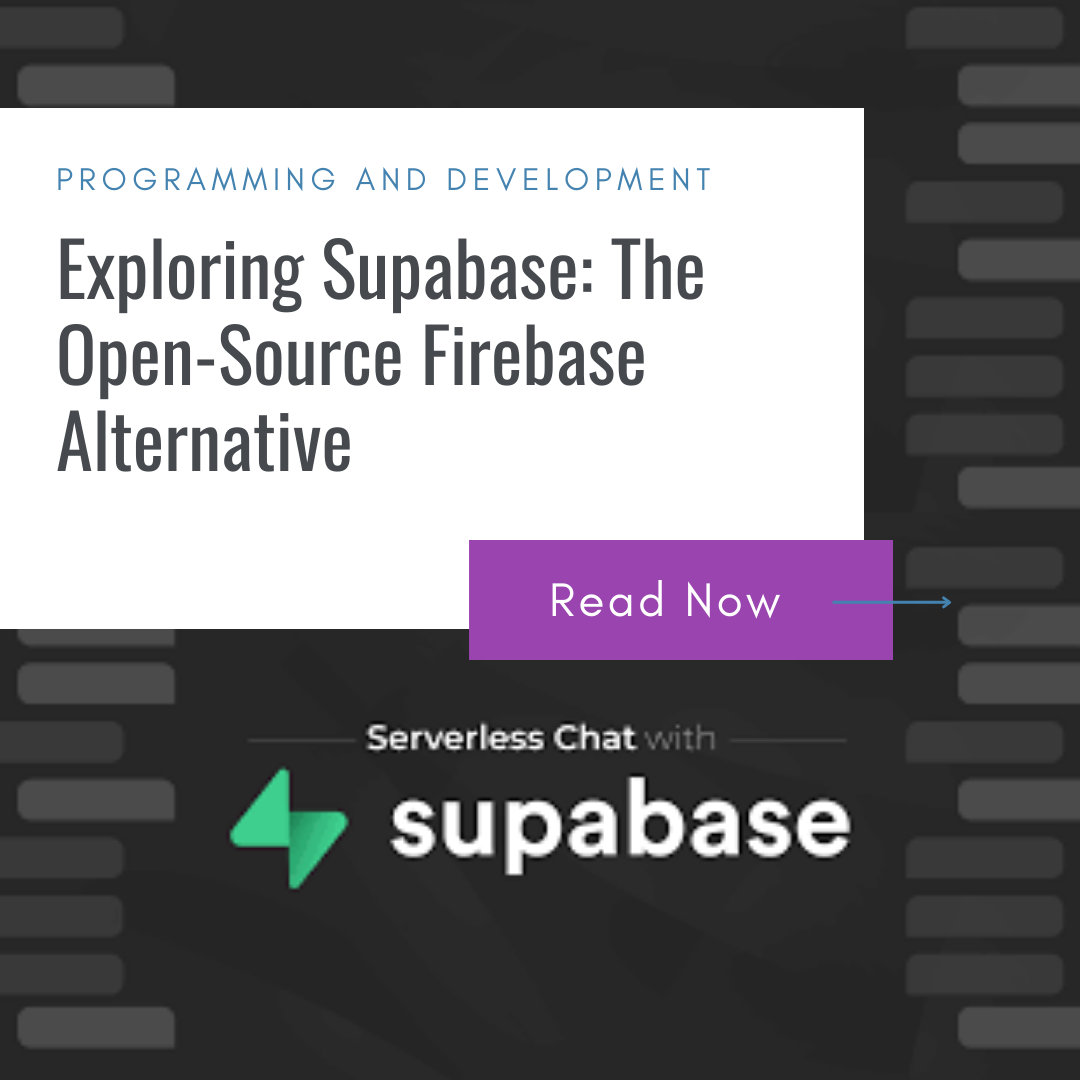 PROGRAMMING AND DEVELOPMENT
Exploring Supabase: The
Open-Source Firebase
Alternative
Read Now
Serverless Chat with
supabase